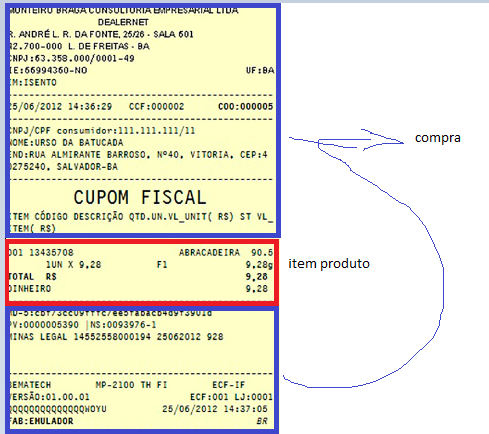 MONTEIRO BRAGA CONSULTORIA EMPRESARIAL LTDA
DEALERNET
R. ANDRÉ L. R. DA FONTE, 25/26 - SALA 601
42.700-000 L. DE FREITAS - BA
CNPJ:63.358.000/0001-49
IE:66994360-NO UF:BA
IM:ISENTO
25/06/2012 14:36:29 CCF:000002 COO:000005
CNPJ/CPF consumidor:111.111.111/11
NOME:URSO DA BATUCADA
END:RUA ALMIRANTE BARROSO, Nº40, VITORIA, CEP:4
0275240, SALVADOR-BA
compra
CUPOM FISCAL
ITEM CÓDIGO DESCRIÇÃO QTD.UN.VL_UNIT( R$) ST VL_
ITEM( R$)
001 13435708 ABRACADEIRA 90.5
1UN X 9,28 F1 9,28g
item produto
TOTAL R$ 9,28
DINHEIRO 9,28
PV:0000005390 |NS:0093976-1
MINAS LEGAL 14552558000194 25062012 928
BEMATECH MP-2100 TH FI ECF-IF
VERSÃO:01.00.01 ECF:001 LJ:0001
QQQQQQQQQQQQQWOYU 25/06/2012 14:37:05
FAB:EMULADOR BR